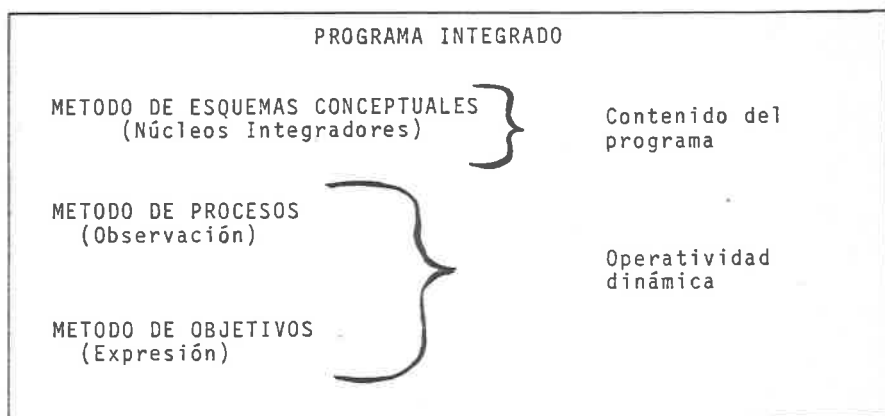 PROGRAMA INTEGRADO
METODO DE ESQUEMAS CONCEPTUALES
(Núcleos Integradores)
Contenido del
programa
METODO DE PROCESOS
(Observación)
Operatividad
dinámica
METODO DE OBJETIVOS
(Expresión)